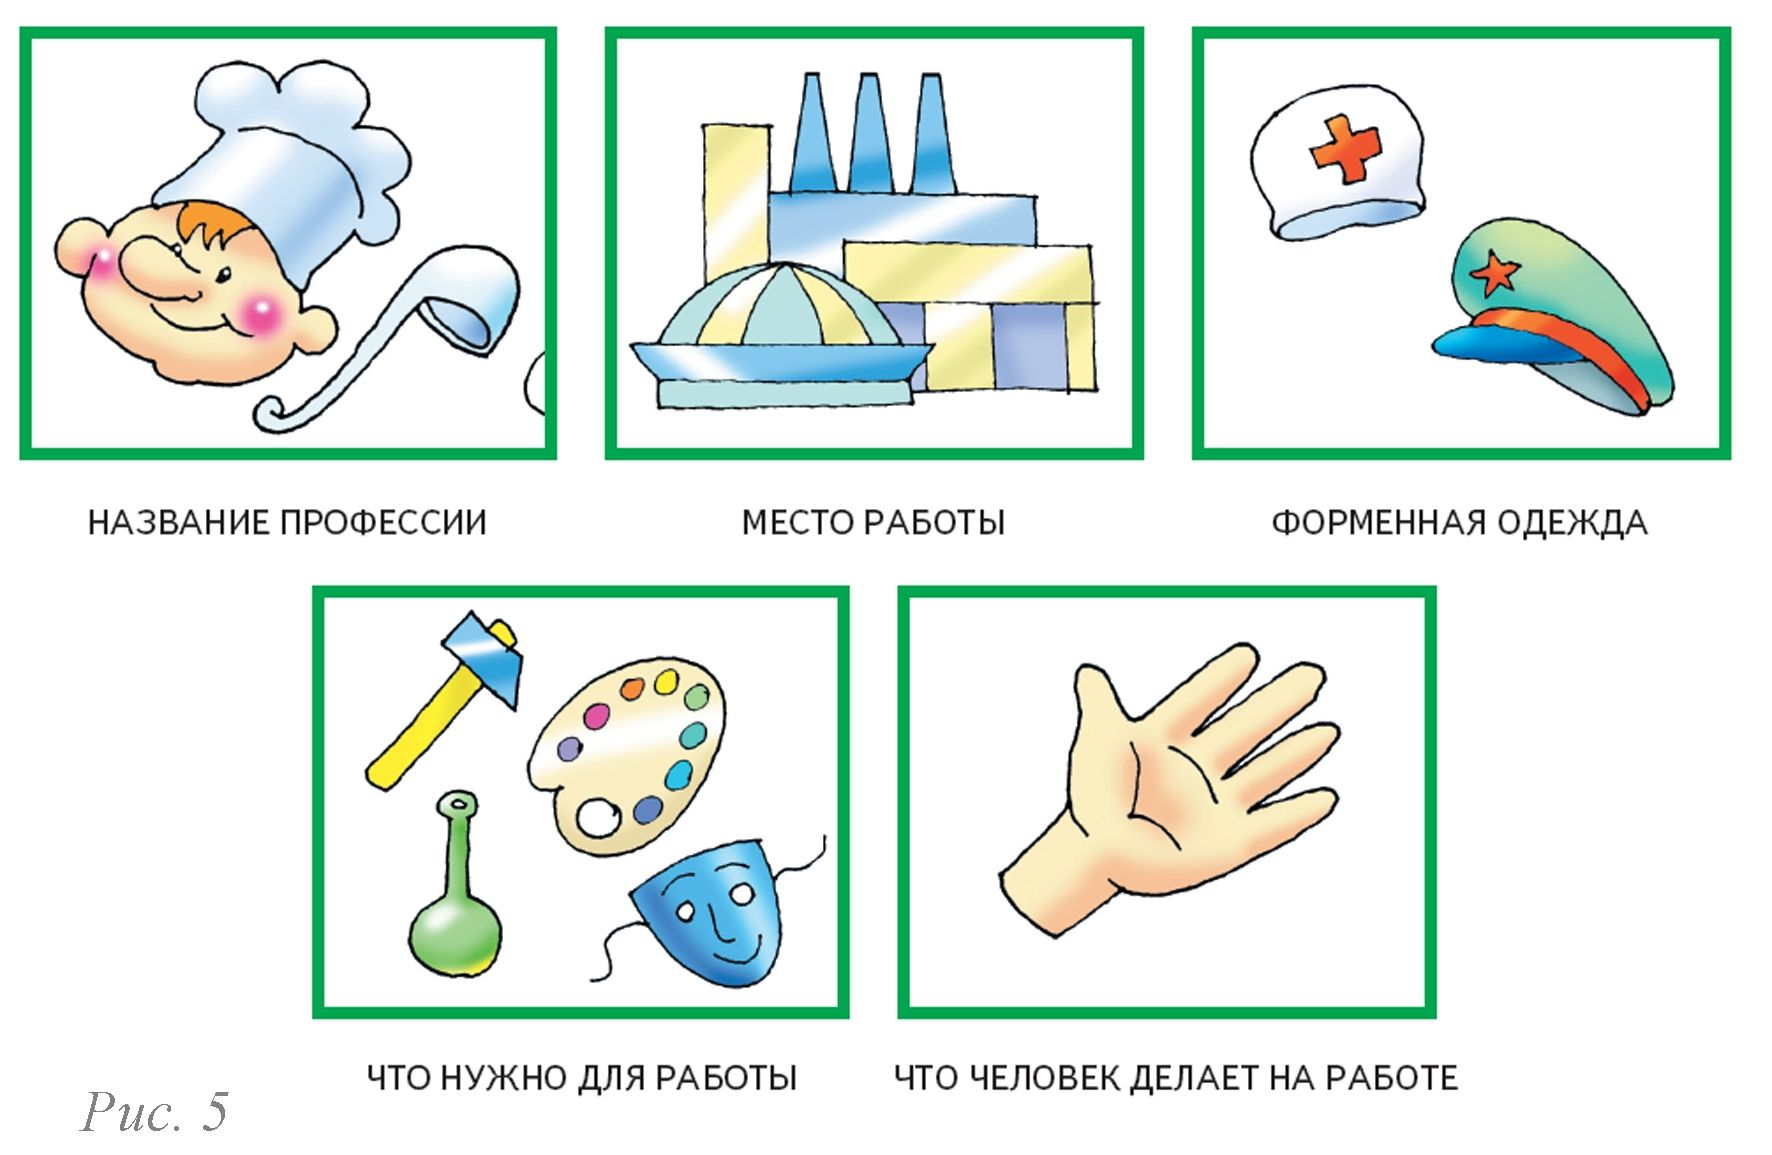 НАЗВАНИЕ ПРОФЕССИИ
МЕСТО РАБОТЫ
ФОРМЕННАЯ ОДЕЖДА
ЧТО НУЖНО ДЛЯ РАБОТЫ
ЧТО ЧЕЛОВЕК ДЕЛАЕТ НА РАБОТЕ
Рис. 5